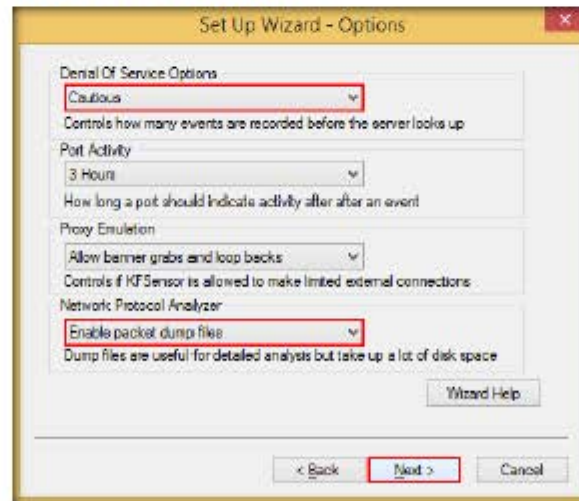 Set Up Wizard - Options
Denial Of Service Options
Cautious
Controls how many events are recorded before the server locks up
Port Activity
3 Hours
How long a port should indicate activity after after an event
Proxy Emulation
Allow banner grabs and loop backs
Controls if KFSensor is allowed to make limited external connections
Network Protocol Analyzer
Enable packet dump files
Dump files are useful for detailed analysis but take up a lot of disk space
Wizard Help
< Back
Next >
Cancel